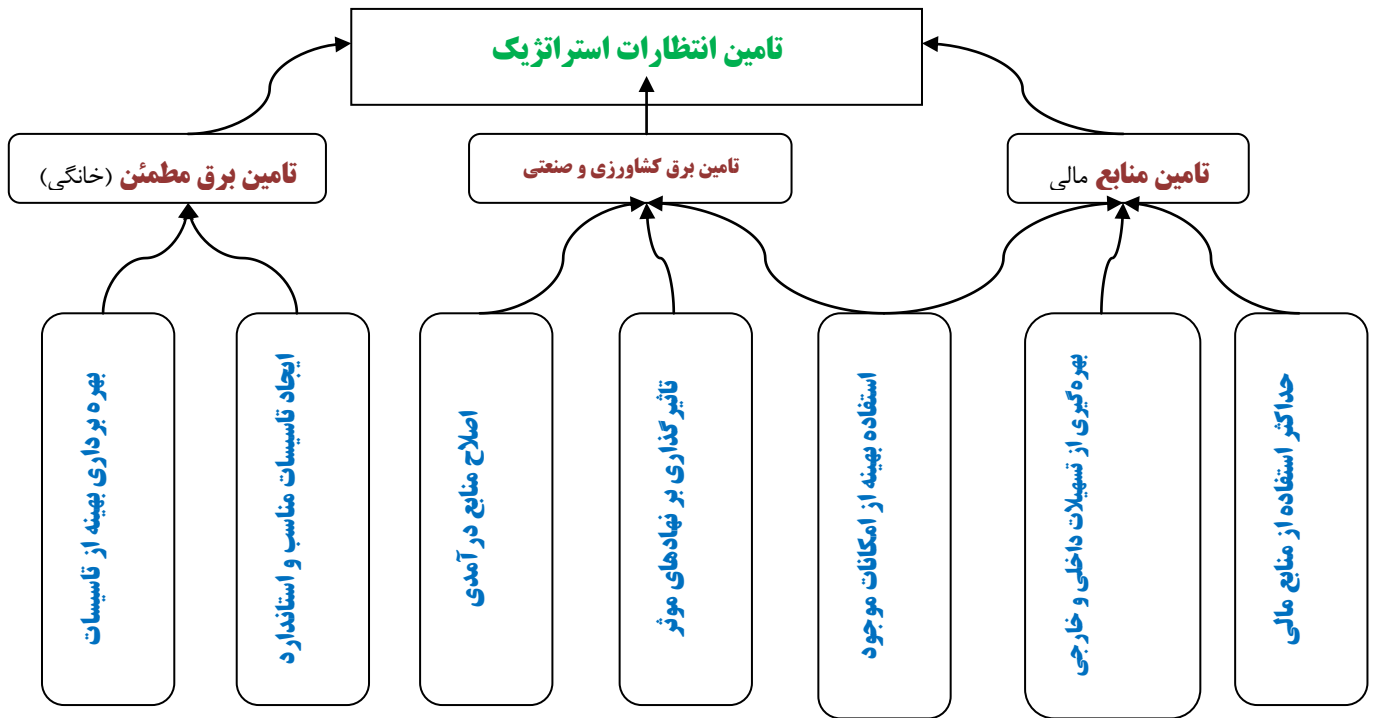 تامین انتظارات استراتژیک
تامین منابع مالی
تامین برق کشاورزی و صنعتی
تامین برق مطمئن (خانگی)
حداکثر استفاده از منابع مالی
بهره‌گیری از تسهیلات داخلی و خارجی
استفاده بهینه از امکانات موجود
تاثیر گذاری بر نهادهای موثر
اصلاح منابع درآمدی
ایجاد تاسیسات مناسب و استاندارد
بهره برداری بهینه از تاسیسات